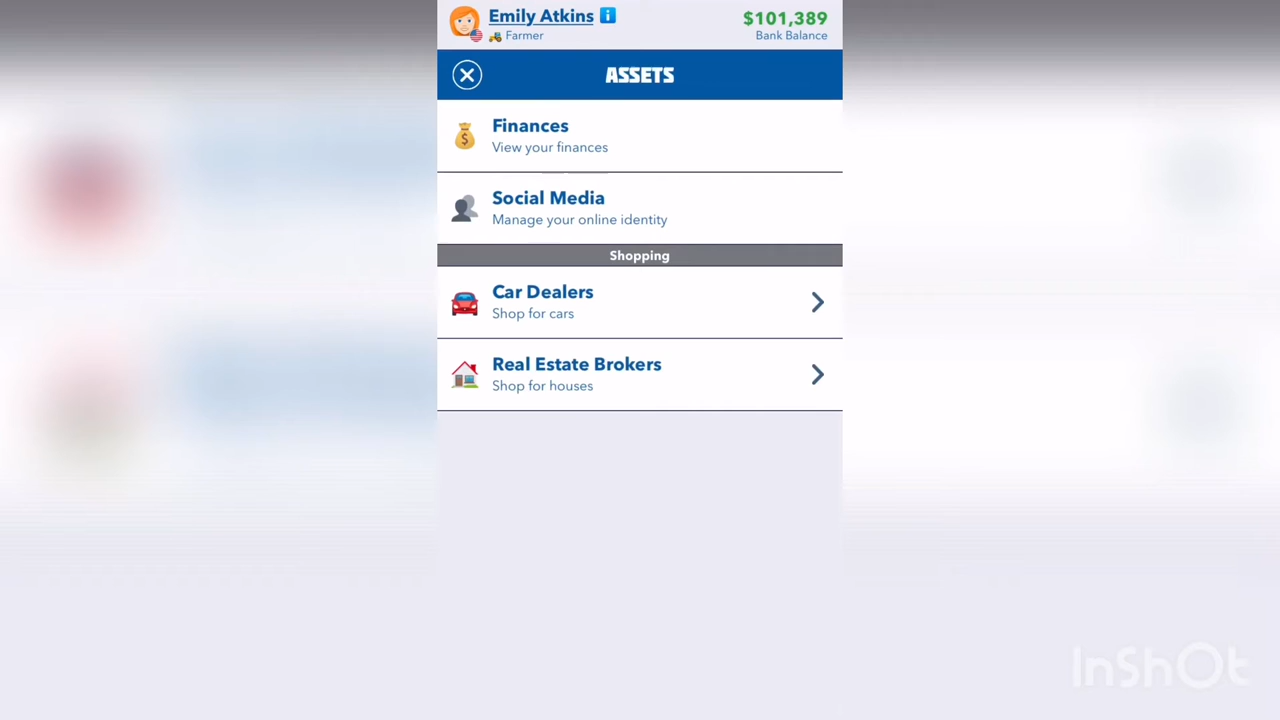 Emily Atkins
$101,389
Farmer
Bank Balance
ASSETS
Finances
View your finances
Social Media
Manage your online identity
Shopping
Car Dealers
Shop for cars
Real Estate Brokers
Shop for houses
InShOt